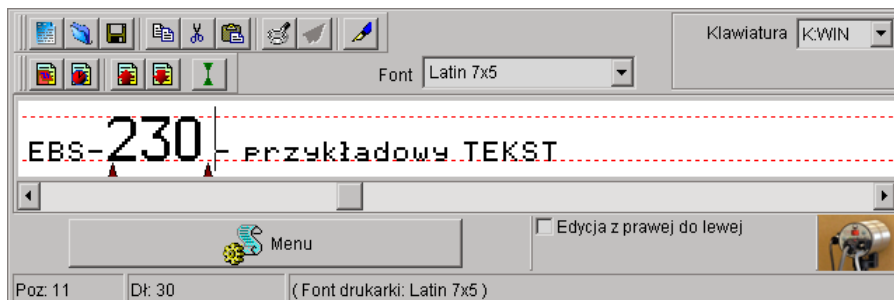 Klawiatura K:WIN
Font Latin 7x5
EBS-230 - przykładowy TEKST
Menu
Edycja z prawej do lewej
Poz: 11 Dł: 30 ( Font drukarki: Latin 7x5 )